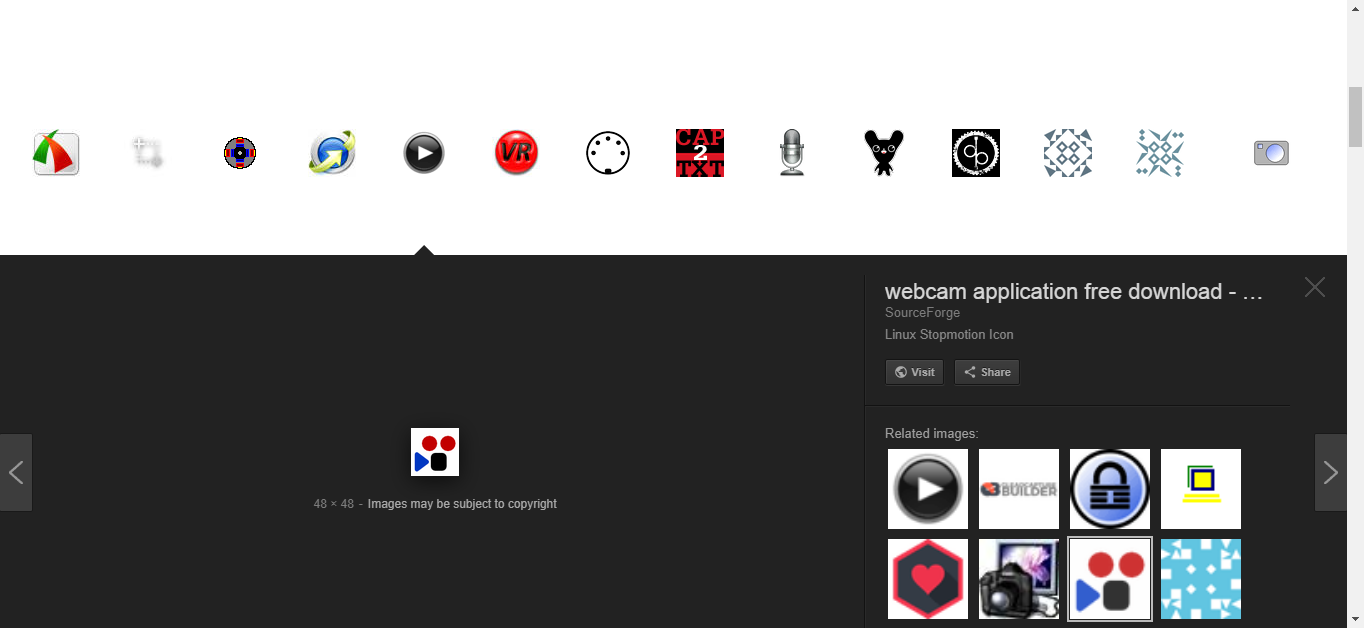 VR
CAP
2
TXT
webcam application free download - ...
SourceForge
Linux Stopmotion Icon
Visit
Share
Related images:
BUILDER
48 × 48 - Images may be subject to copyright